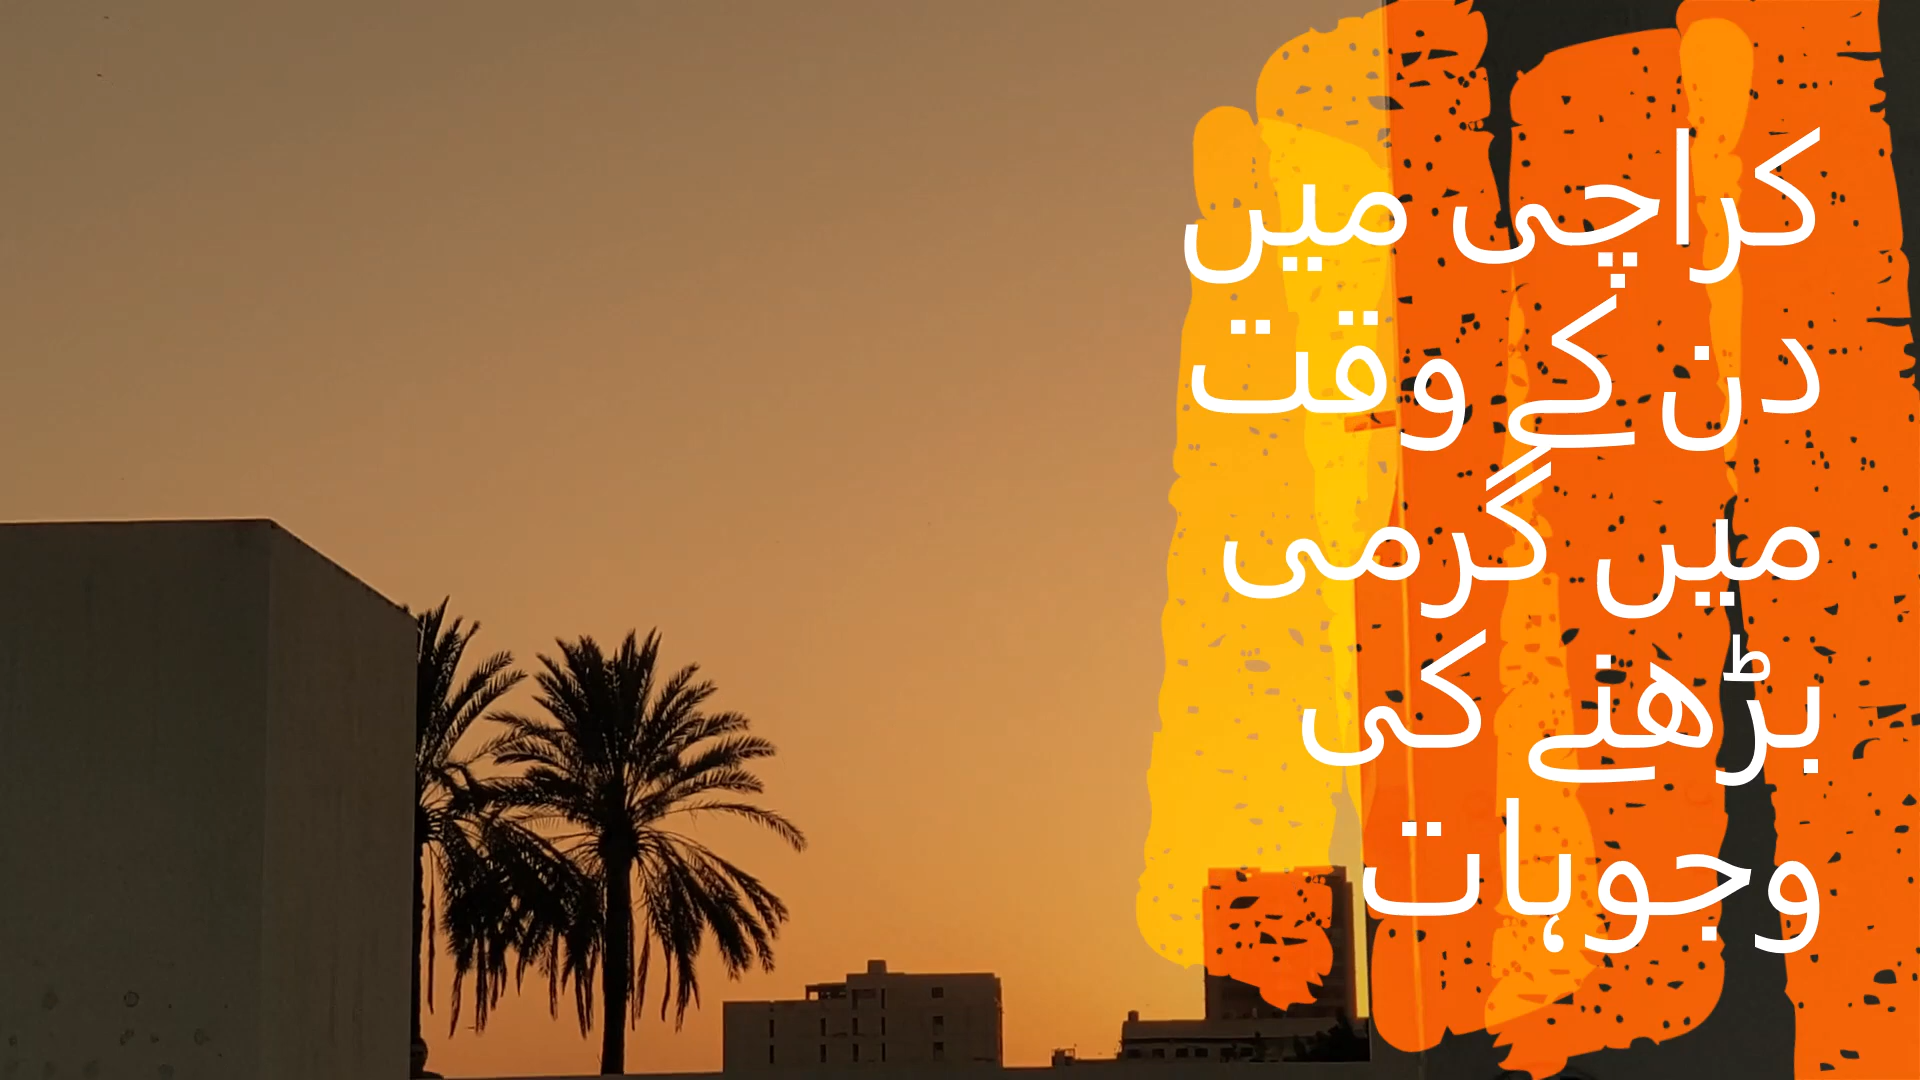 کراچی میں
دن کے وقت
میں گرمی
بڑھنے کی
وجوہات